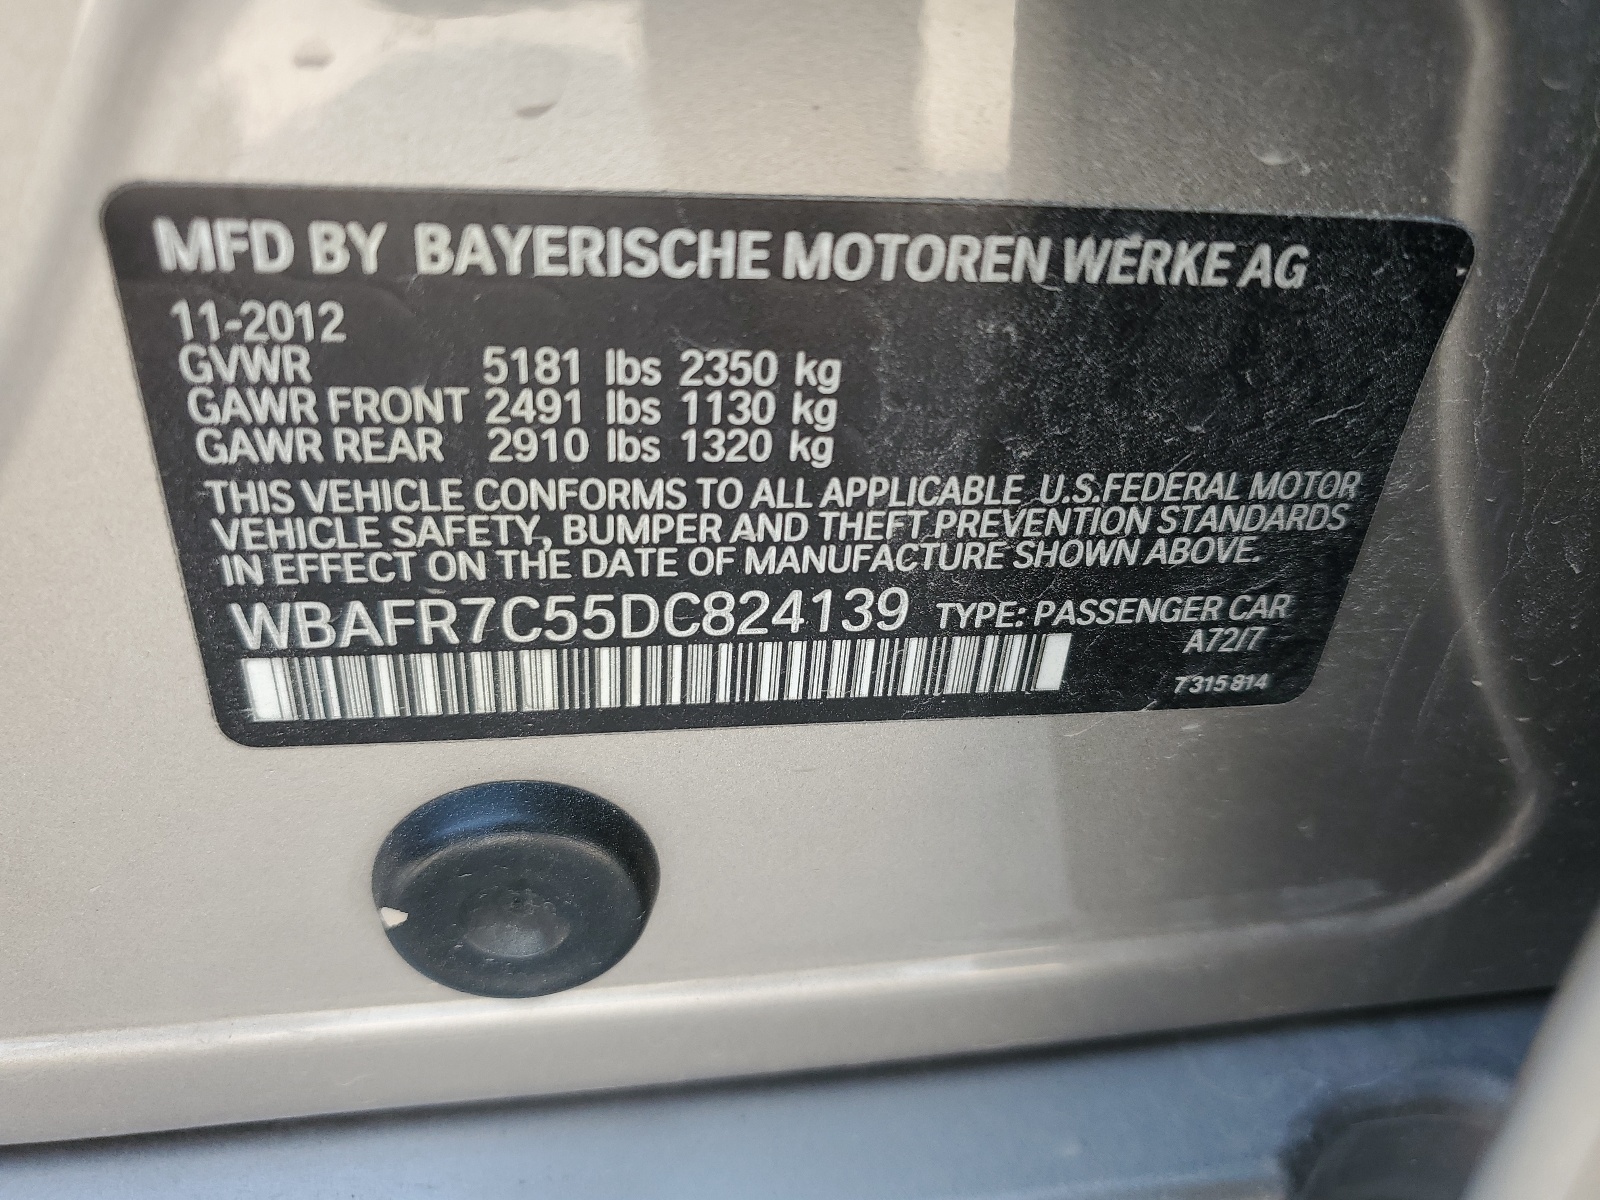 MFD BY BAYERISCHE MOTOREN WERKE AG
11-2012
GVWR 5181 lbs 2350 kg
GAWR FRONT 2491 lbs 1130 kg
GAWR REAR 2910 lbs 1320 kg
THIS VEHICLE CONFORMS TO ALL APPLICABLE U.S.FEDERAL MOTOR
VEHICLE SAFETY, BUMPER AND THEFT PREVENTION STANDARDS
IN EFFECT ON THE DATE OF MANUFACTURE SHOWN ABOVE.
WBAFR7C55DC824139 TYPE: PASSENGER CAR
A72/7
7 315 814